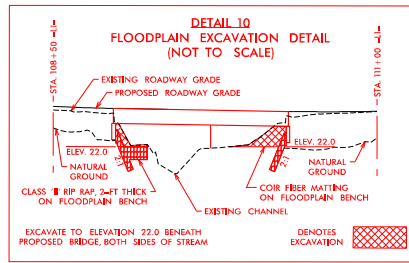 DETAIL 10
FLOODPLAIN EXCAVATION DETAIL
(NOT TO SCALE)
STA. 108+50 -L-
STA. 111+00 -L-
EXISTING ROADWAY GRADE
PROPOSED ROADWAY GRADE
ELEV. 22.0
ELEV. 22.0
2:1
2:1
NATURAL
GROUND
NATURAL
GROUND
CLASS 'II' RIP RAP, 2-FT THICK
ON FLOODPLAIN BENCH
COIR FIBER MATTING
ON FLOODPLAIN BENCH
EXISTING CHANNEL
EXCAVATE TO ELEVATION 22.0 BENEATH
PROPOSED BRIDGE, BOTH SIDES OF STREAM
DENOTES
EXCAVATION